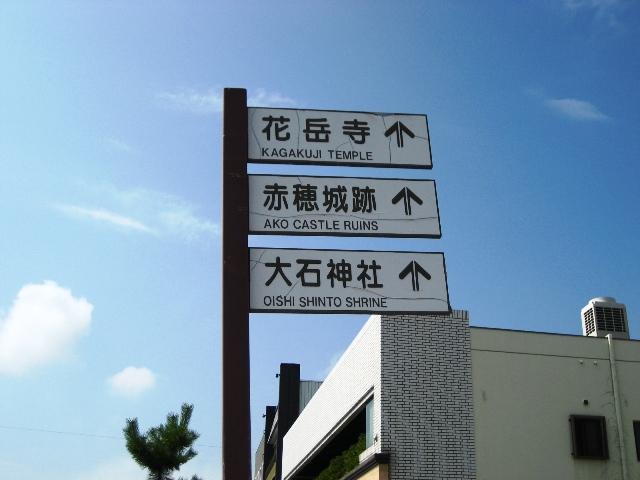 花岳寺
KAGAKUJI TEMPLE
赤穂城跡
AKO CASTLE RUINS
大石神社
OISHI SHINTO SHRINE